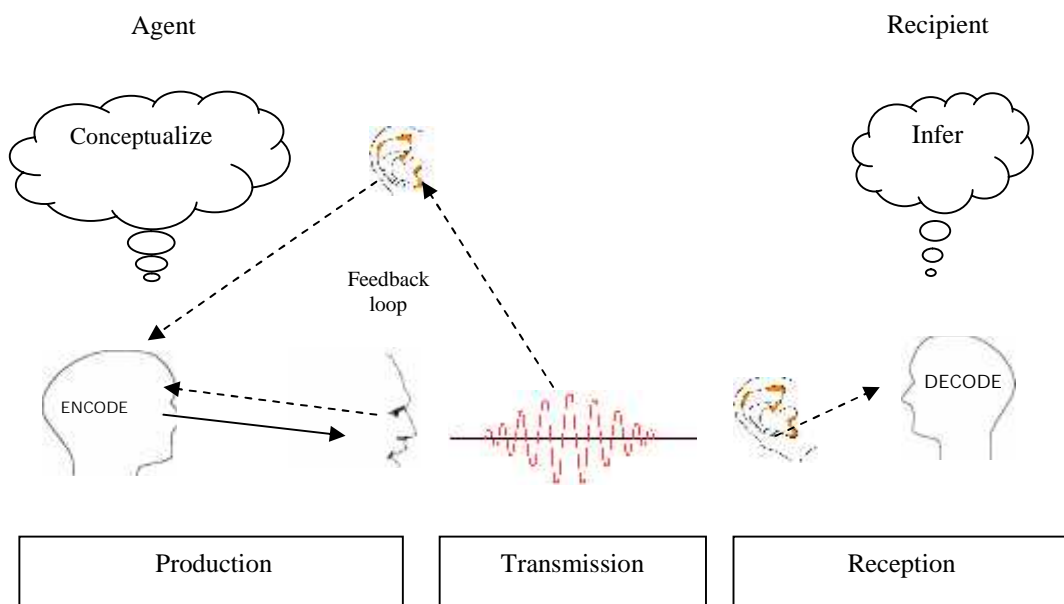 Agent
Recipient
Conceptualize
Infer
Feedback
loop
ENCODE
DECODE
Production
Transmission
Reception